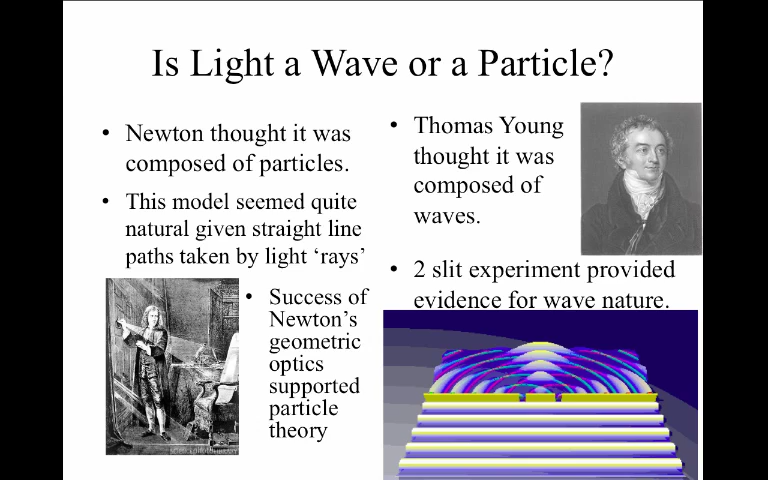 Is Light a Wave or a Particle?
• Newton thought it was
composed of particles.
• This model seemed quite
natural given straight line
paths taken by light ‘rays’
• Success of
Newton’s
geometric
optics
supported
particle
theory
• Thomas Young
thought it was
composed of
waves.
• 2 slit experiment provided
evidence for wave nature.